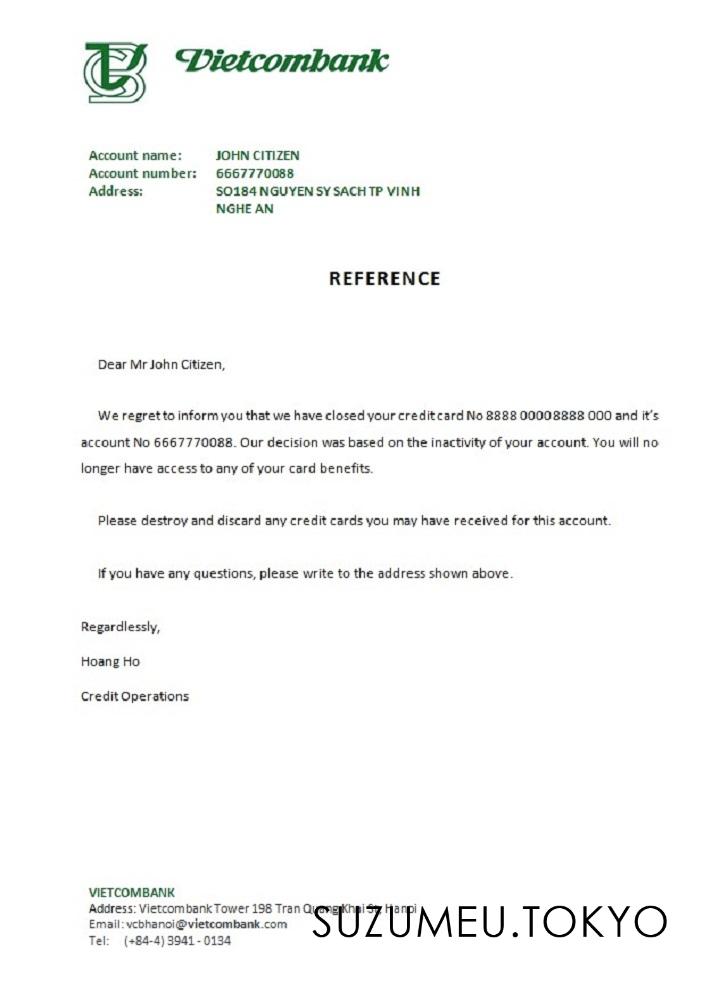 Vietcombank
Account name: JOHN CITIZEN
Account number: 6667770088
Address: SO184 NGUYEN SY SACH TP VINH
NGHE AN
REFERENCE
Dear Mr John Citizen,
We regret to inform you that we have closed your credit card No 8888 00008888 000 and it's
account No 6667770088. Our decision was based on the inactivity of your account. You will no
longer have access to any of your card benefits.
Please destroy and discard any credit cards you may have received for this account.
If you have any questions, please write to the address shown above.
Regardlessly,
Hoang Ho
Credit Operations
VIETCOMBANK
Address: Vietcombank Tower 198 Tran Quang Khai St, Hanoi
Email: vcbhanoi@vietcombank.com
Tel: (+84-4) 3941 - 0134
SUZUMEU.TOKYO